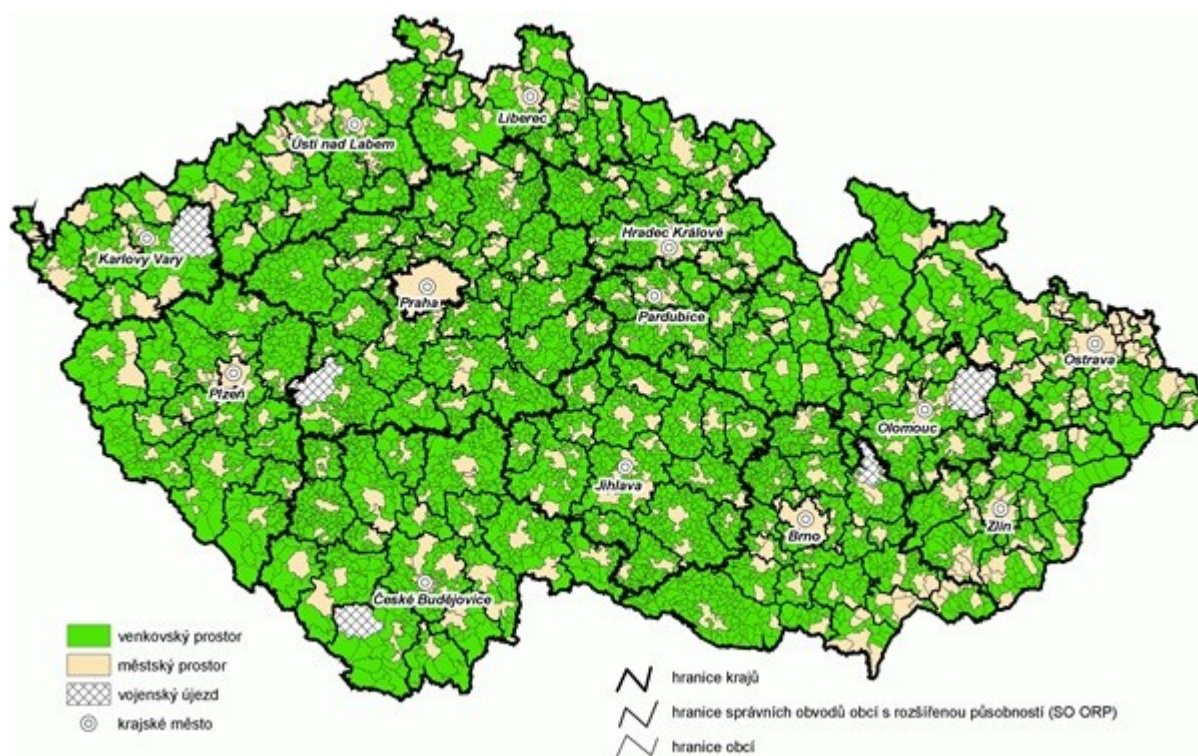 Liberec
Ústí nad Labem
Karlovy Vary
Hradec Králové
Praha
Pardubice
Ostrava
Plzeň
Olomouc
Jihlava
Zlín
Brno
České Budějovice
venkovský prostor
městský prostor
vojenský újezd
krajské město
hranice krajů
hranice správních obvodů obcí s rozšířenou působností (SO ORP)
hranice obcí